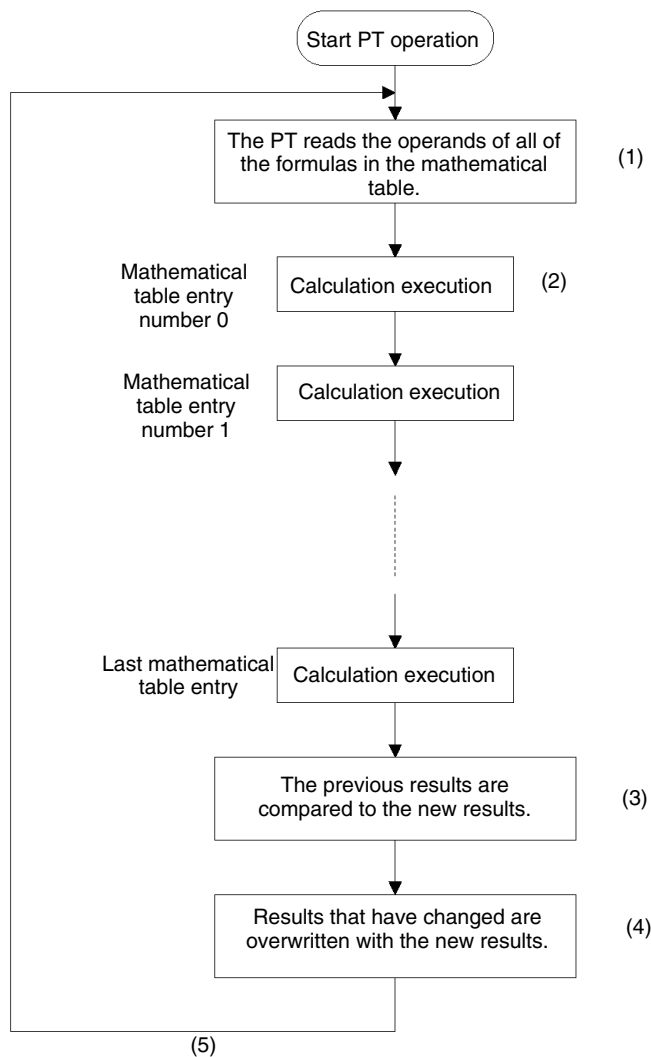 Start PT operation
The PT reads the operands of all of
the formulas in the mathematical
table.
(1)
Mathematical
table entry
number 0
Calculation execution
(2)
Mathematical
table entry
number 1
Calculation execution
Last mathematical
table entry
Calculation execution
The previous results are
compared to the new results.
(3)
Results that have changed are
overwritten with the new results.
(4)
(5)